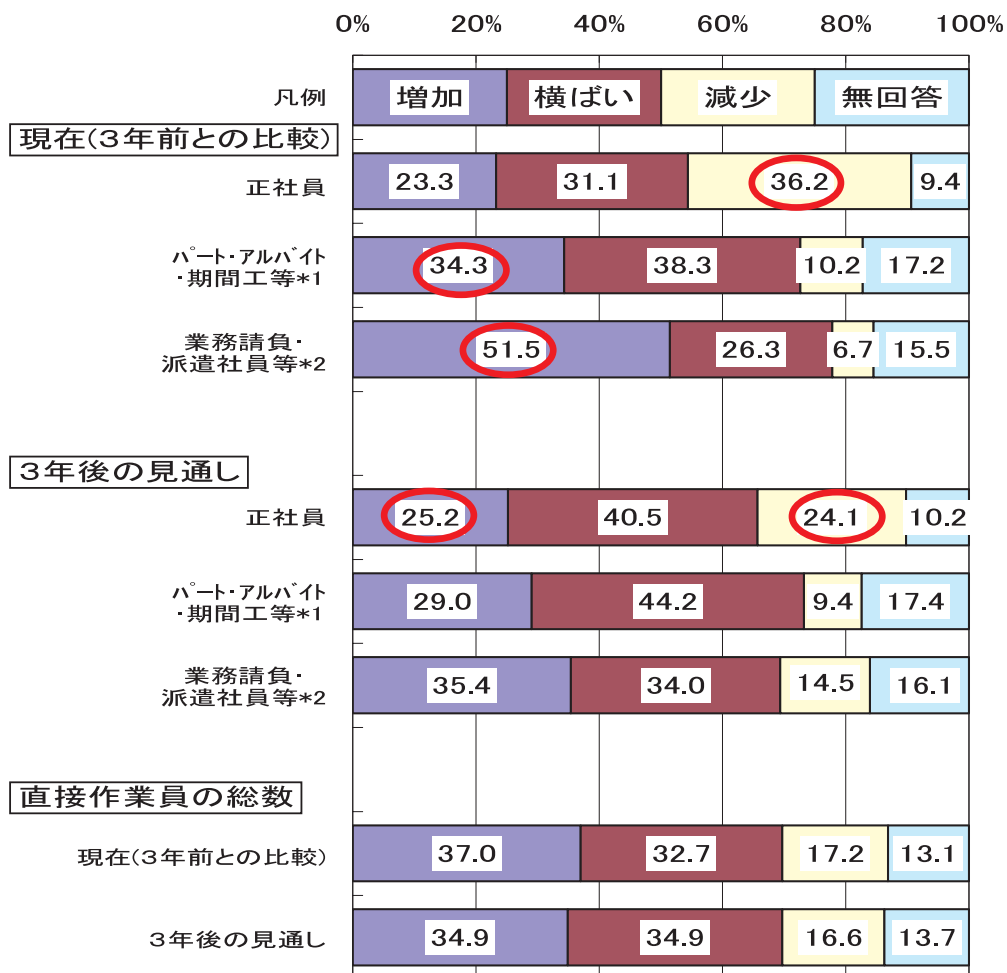 0% 20% 40% 60% 80% 100%
凡例 増加 横ばい 減少 無回答
現在(3年前との比較)
正社員 23.3 31.1 36.2 9.4
パート・アルバイト
・期間工等*1 34.3 38.3 10.2 17.2
業務請負・
派遣社員等*2 51.5 26.3 6.7 15.5
3年後の見通し
正社員 25.2 40.5 24.1 10.2
パート・アルバイト
・期間工等*1 29.0 44.2 9.4 17.4
業務請負・
派遣社員等*2 35.4 34.0 14.5 16.1
直接作業員の総数
現在(3年前との比較) 37.0 32.7 17.2 13.1
3年後の見通し 34.9 34.9 16.6 13.7